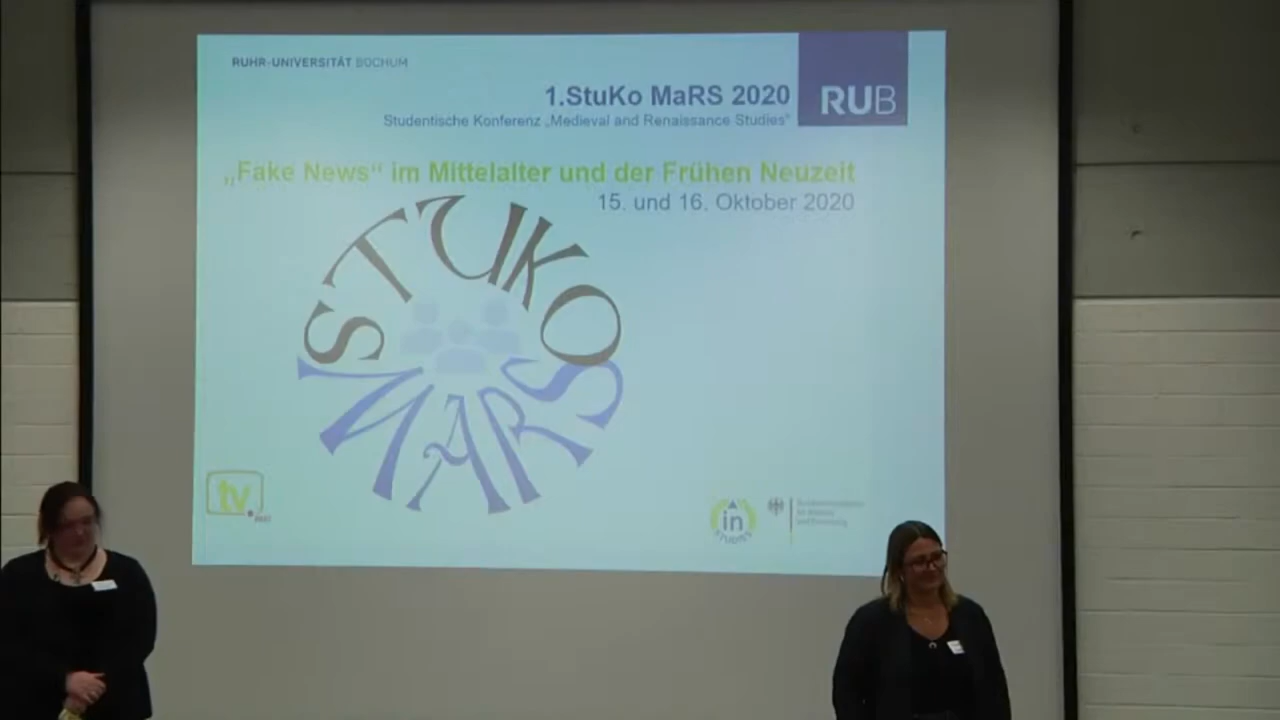 RUHR-UNIVERSITÄT BOCHUM
1.StuKo MaRS 2020
RUB
Studentische Konferenz „Medieval and Renaissance Studies“
„Fake News“ im Mittelalter und der Frühen Neuzeit
15. und 16. Oktober 2020
STUKO
MARS
tv.
in
STUDIES